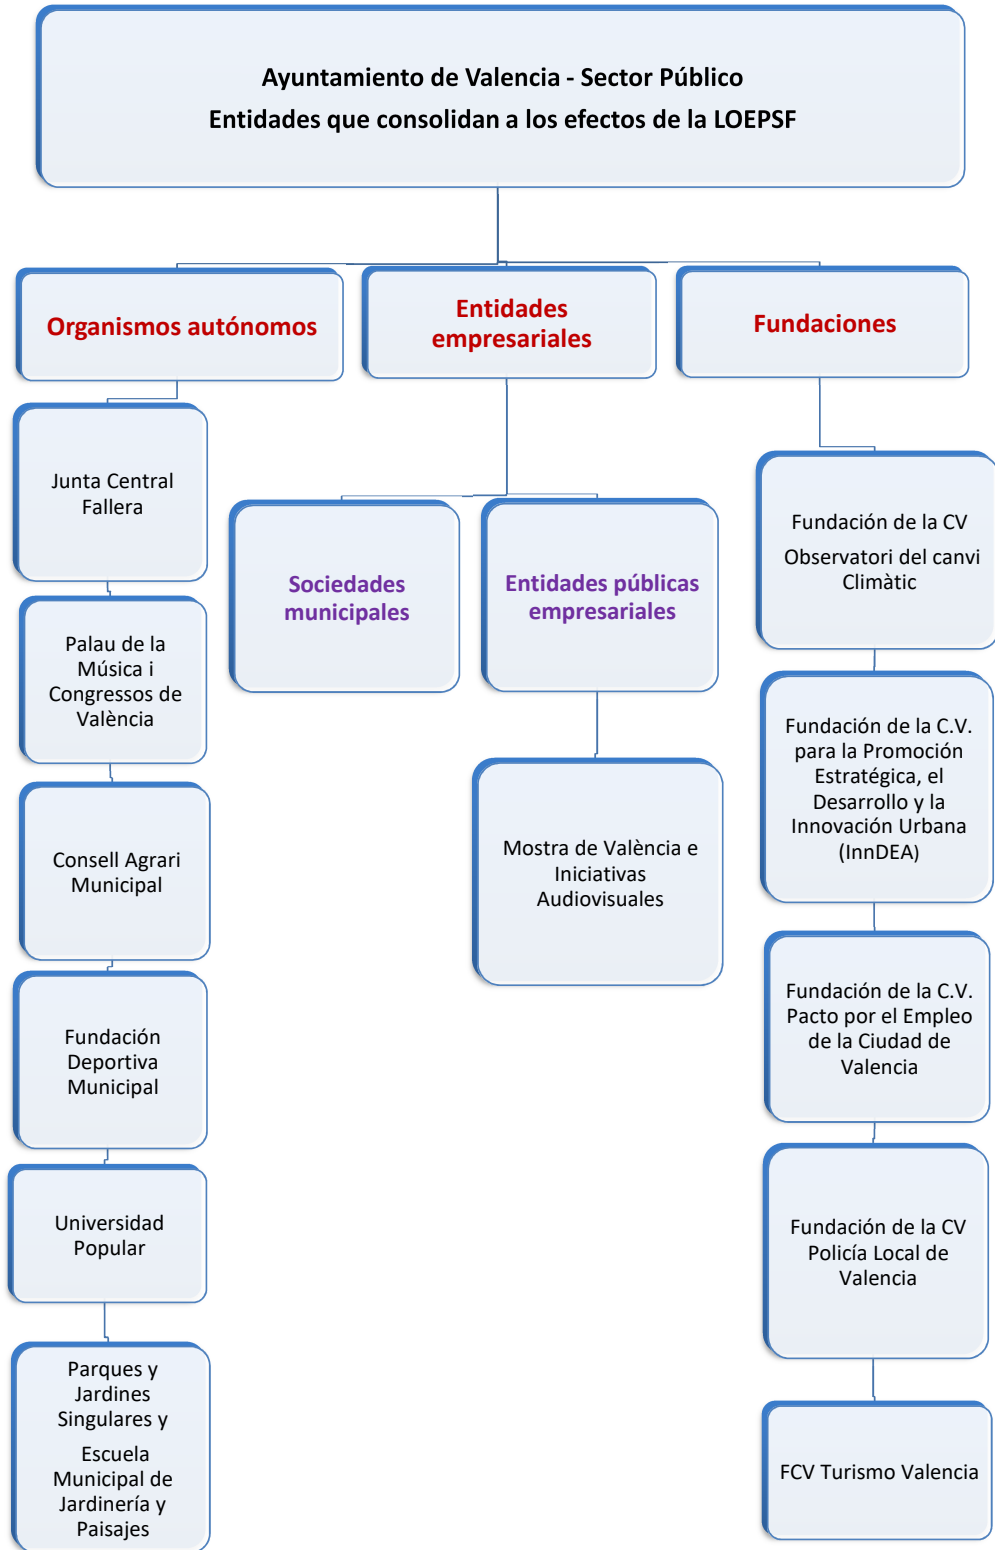 Ayuntamiento de Valencia - Sector Público
Entidades que consolidan a los efectos de la LOEPSF
Organismos autónomos
Entidades
empresariales
Fundaciones
Junta Central
Fallera
Palau de la
Música i
Congressos de
València
Consell Agrari
Municipal
Fundación
Deportiva
Municipal
Universidad
Popular
Parques y
Jardines
Singulares y
Escuela
Municipal de
Jardinería y
Paisajes
Sociedades
municipales
Entidades públicas
empresariales
Mostra de València e
Iniciativas
Audiovisuales
Fundación de la CV
Observatori del canvi
Climàtic
Fundación de la C.V.
para la Promoción
Estratégica, el
Desarrollo y la
Innovación Urbana
(InnDEA)
Fundación de la C.V.
Pacto por el Empleo
de la Ciudad de
Valencia
Fundación de la CV
Policía Local de
Valencia
FCV Turismo Valencia